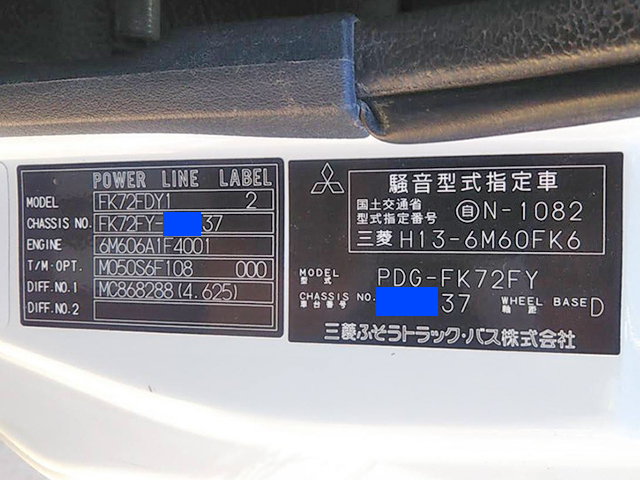 POWER LINE LABEL
MODEL FK72FDY1 2
CHASSIS NO. FK72FY- 37
ENGINE 6M606A1F4001
T/M·OPT. M050S6F108 000
DIFF.NO.1 MC868288(4.625)
DIFF.NO.2
騒音型式指定車
国土交通省
型式指定番号 自N-1082
三菱 H13-6M60FK6
MODEL
型式 PDG-FK72FY
CHASSIS NO.
車台番号 37
WHEEL BASE
軸距 D
三菱ふそうトラック・バス株式会社